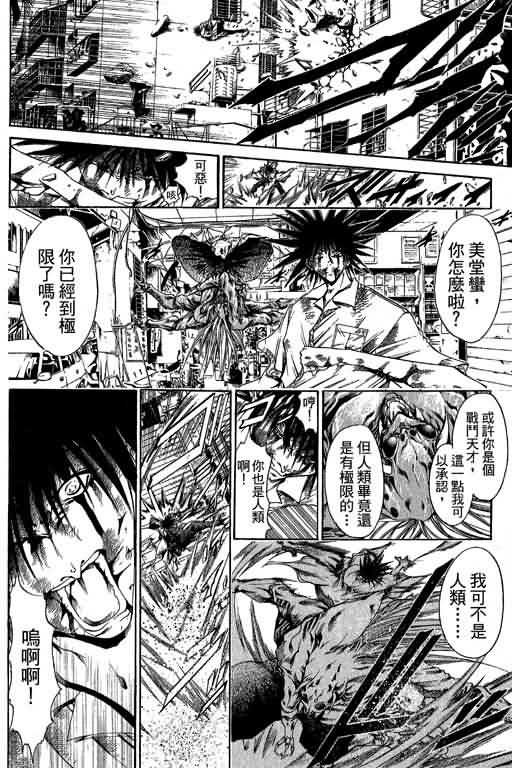 可惡！
咳
美堂蠻，
你怎麼啦？
你已經到極
限了嗎？
或許你是個
戰鬥天才，
這一點我可
以承認，
但人類畢竟還
是有極限的…
哼！
你也是人類
啊！
我可不是
人類……
嗚啊啊！